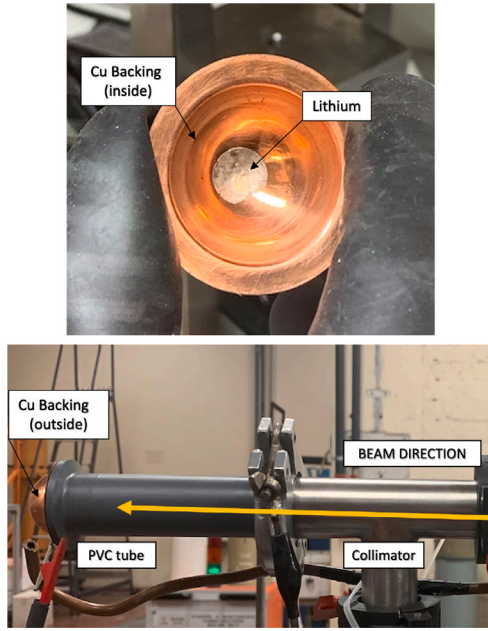 Cu Backing
(inside)
Lithium
Cu Backing
(outside)
BEAM DIRECTION
PVC tube
Collimator